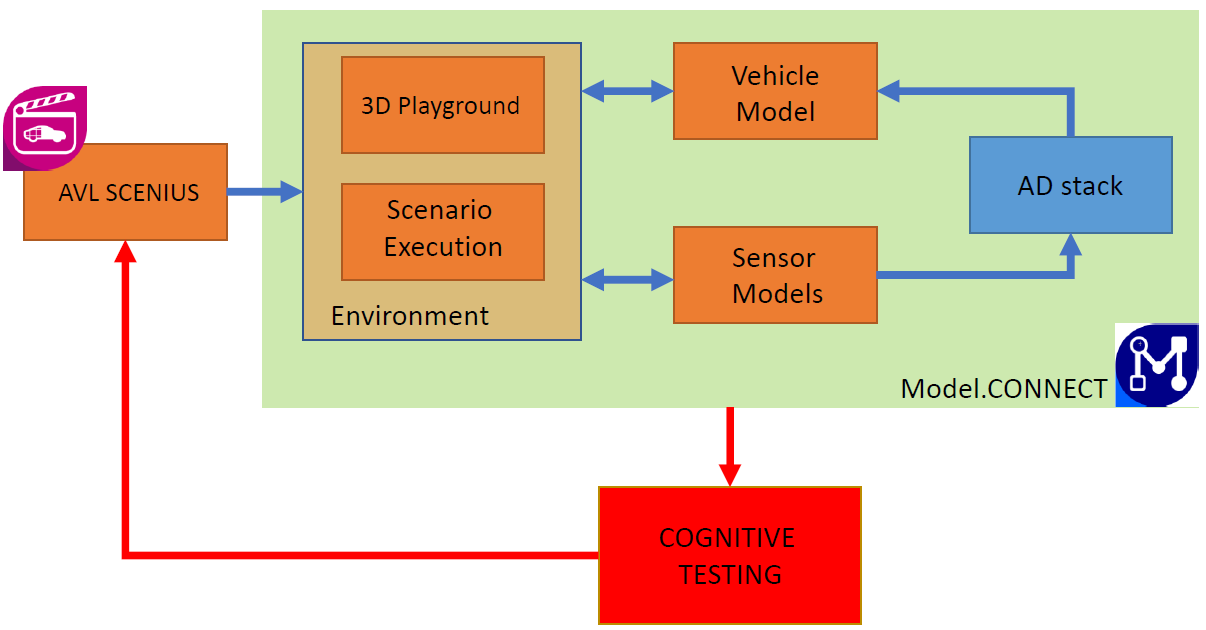 3D Playground
Vehicle
Model
AVL SCENIUS
AD stack
Scenario
Execution
Sensor
Models
Environment
Model.CONNECT
COGNITIVE
TESTING